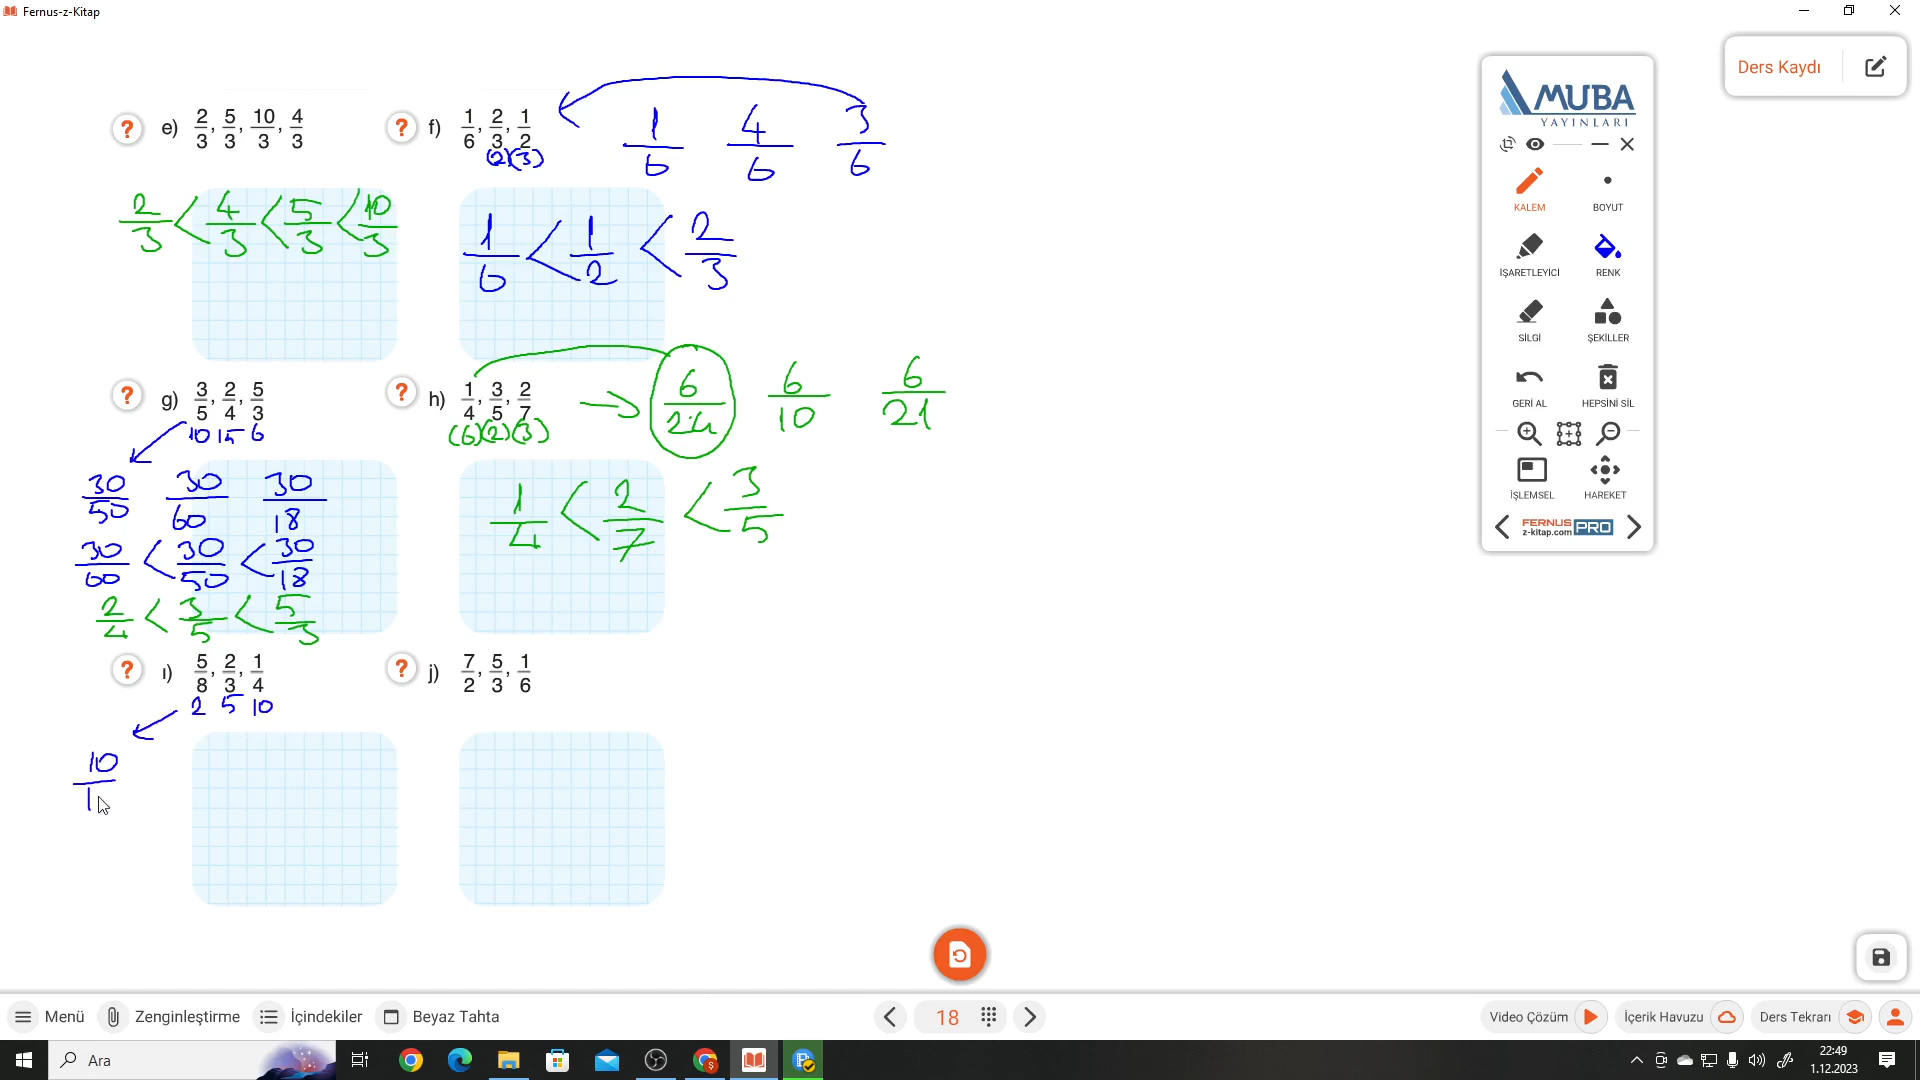 Fernus-z-Kitap
Ders Kaydı
MUBA
YAYINLARI
KALEM BOYUT
İŞARETLEYİCİ RENK
SİLGİ ŞEKİLLER
GERİ AL HEPSİNİ SİL
İŞLEMSEL HAREKET
FERNUS PRO
z-kitap.com
? e) 2/3, 5/3, 10/3, 4/3
2/3 < 4/3 < 5/3 < 10/3
? f) 1/6, 2/3, 1/2
(2)(3)
1/6 4/6 3/6
1/6 < 1/2 < 2/3
? g) 3/5, 2/4, 5/3
10 15 6
30/50 30/60 30/18
30/60 < 30/50 < 30/18
2/4 < 3/5 < 5/3
? h) 1/4, 3/5, 2/7
(6)(2)(3)
6/24 6/10 6/21
1/4 < 2/7 < 3/5
? ı) 5/8, 2/3, 1/4
2 5 10
10/1
? j) 7/2, 5/3, 1/6
Menü Zenginleştirme İçindekiler Beyaz Tahta 18 Video Çözüm İçerik Havuzu Ders Tekrarı
Ara 22:49
1.12.2023